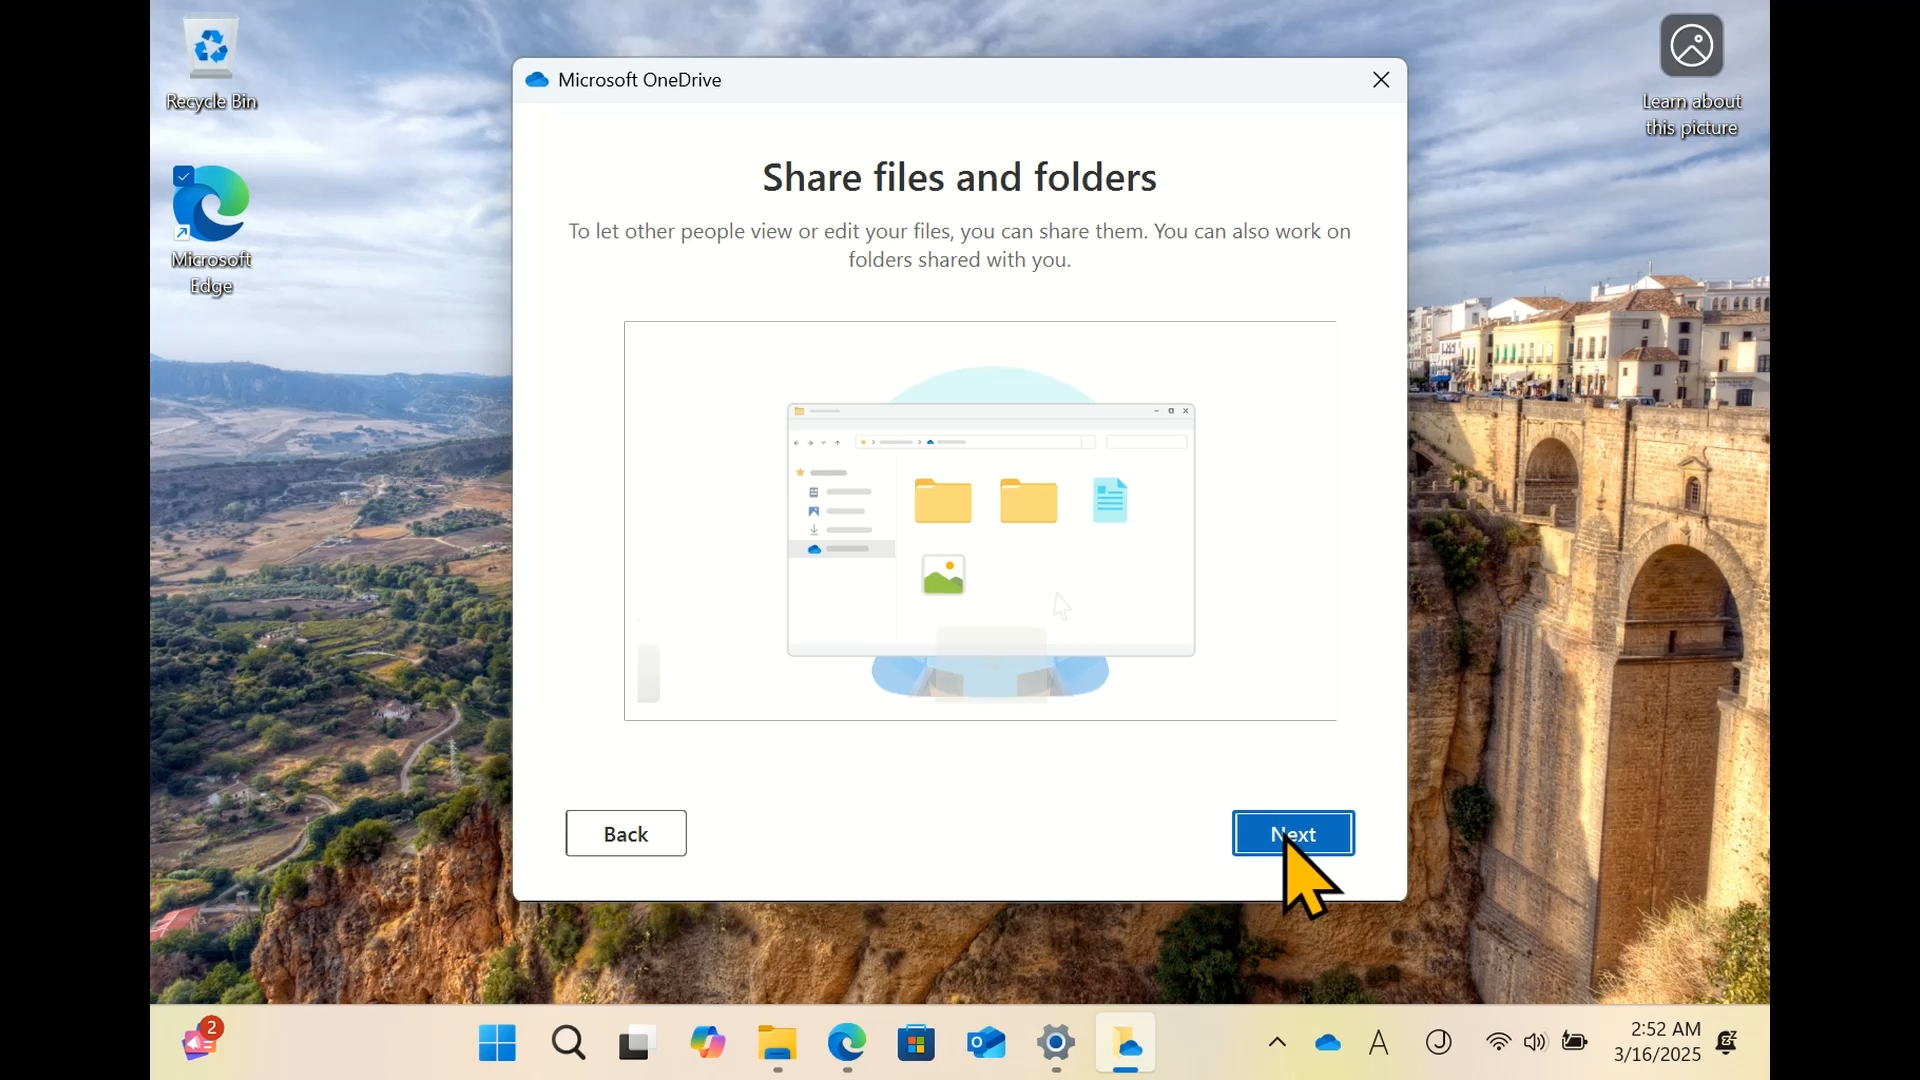 Recycle Bin
Microsoft
Edge
Learn about
this picture
Microsoft OneDrive
Share files and folders
To let other people view or edit your files, you can share them. You can also work on
folders shared with you.
Back
Next
2
A
J
2:52 AM
3/16/2025